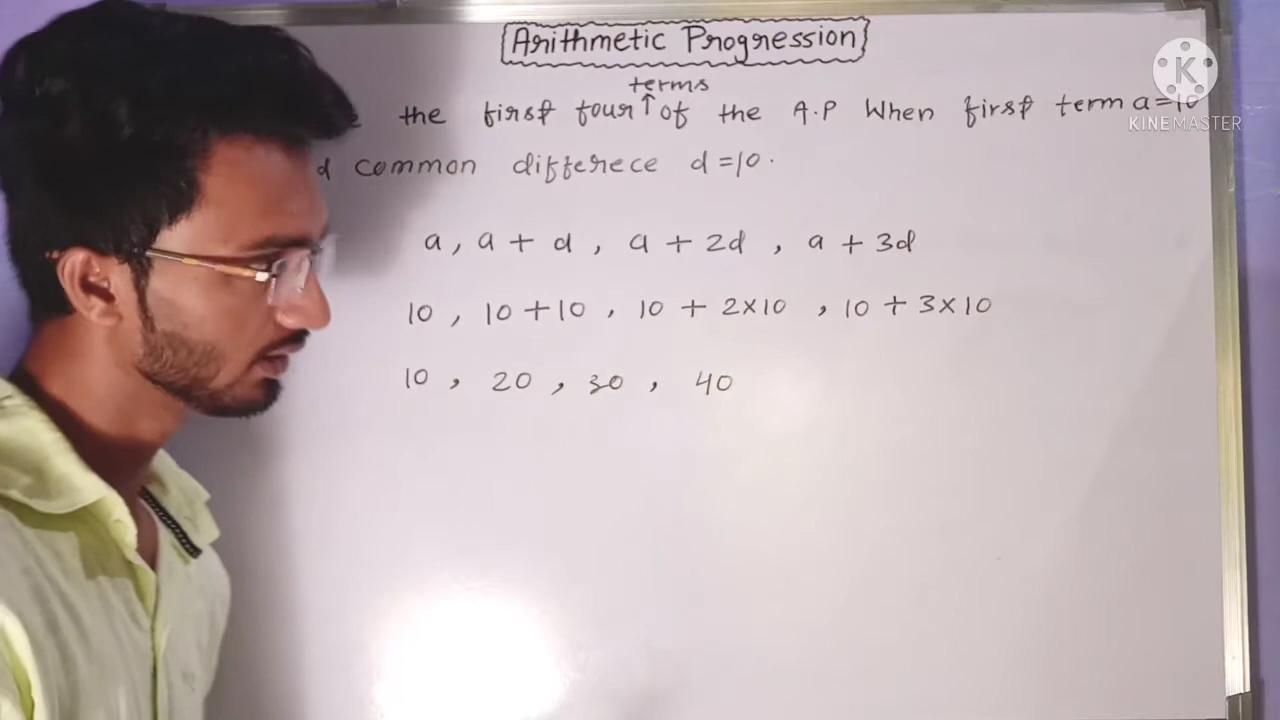 Arithmetic Progression
terms
the first four ↑ of the A.P When first term a=10
common differece d=10.
a, a + d, a + 2d, a + 3d
10, 10+10, 10 + 2×10, 10 + 3×10
10, 20, 30, 40
K
KINEMASTER